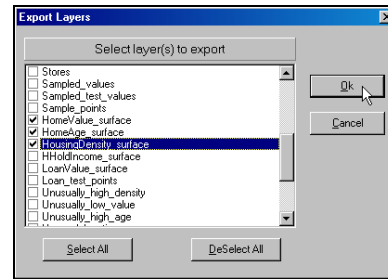 Export Layers
Select layer(s) to export
Stores
Sampled_values
Sampled_test_values
Sample_points
HomeValue_surface
HomeAge_surface
HousingDensity_surface
HHoldIncome_surface
LoanValue_surface
Loan_test_points
Unusually_high_density
Unusually_low_value
Unusually_high_age
Ok
Cancel
Select All
DeSelect All